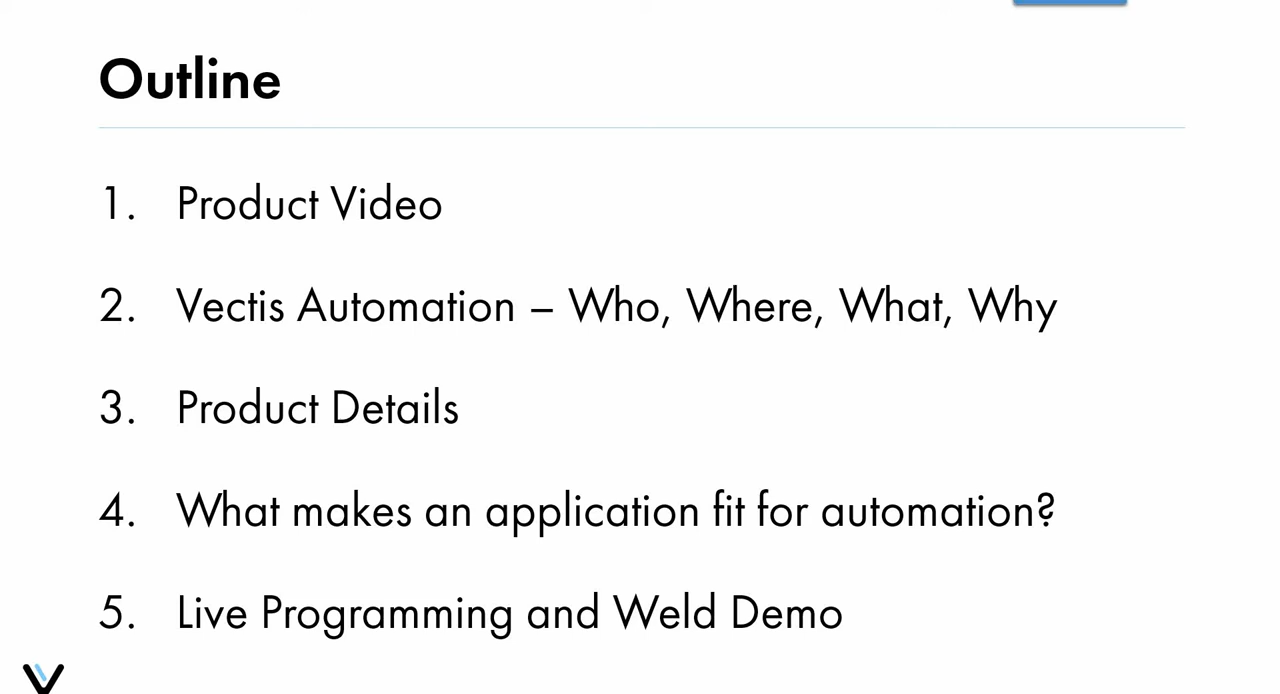 Outline
1. Product Video
2. Vectis Automation – Who, Where, What, Why
3. Product Details
4. What makes an application fit for automation?
5. Live Programming and Weld Demo